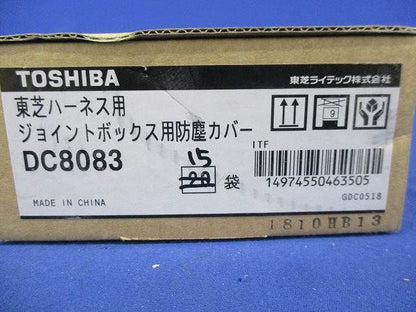 TOSHIBA
東芝ライテック株式会社
東芝ハーネス用
ジョイントボックス用防塵カバー
DC8083
15
20 袋
9
ITF
14974550463505
GDC0518
MADE IN CHINA
1810HB13